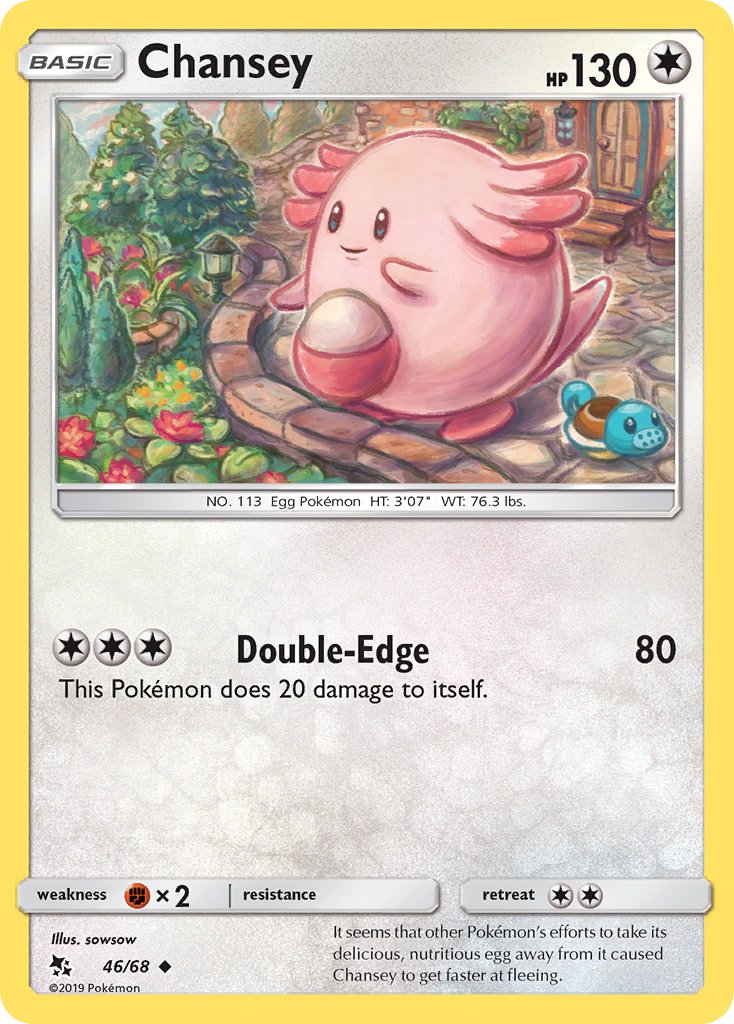 BASIC Chansey HP 130
NO. 113 Egg Pokémon HT: 3'07" WT: 76.3 lbs.
Double-Edge 80
This Pokémon does 20 damage to itself.
weakness × 2 resistance retreat
Illus. sowsow
46/68
©2019 Pokémon
It seems that other Pokémon's efforts to take its
delicious, nutritious egg away from it caused
Chansey to get faster at fleeing.